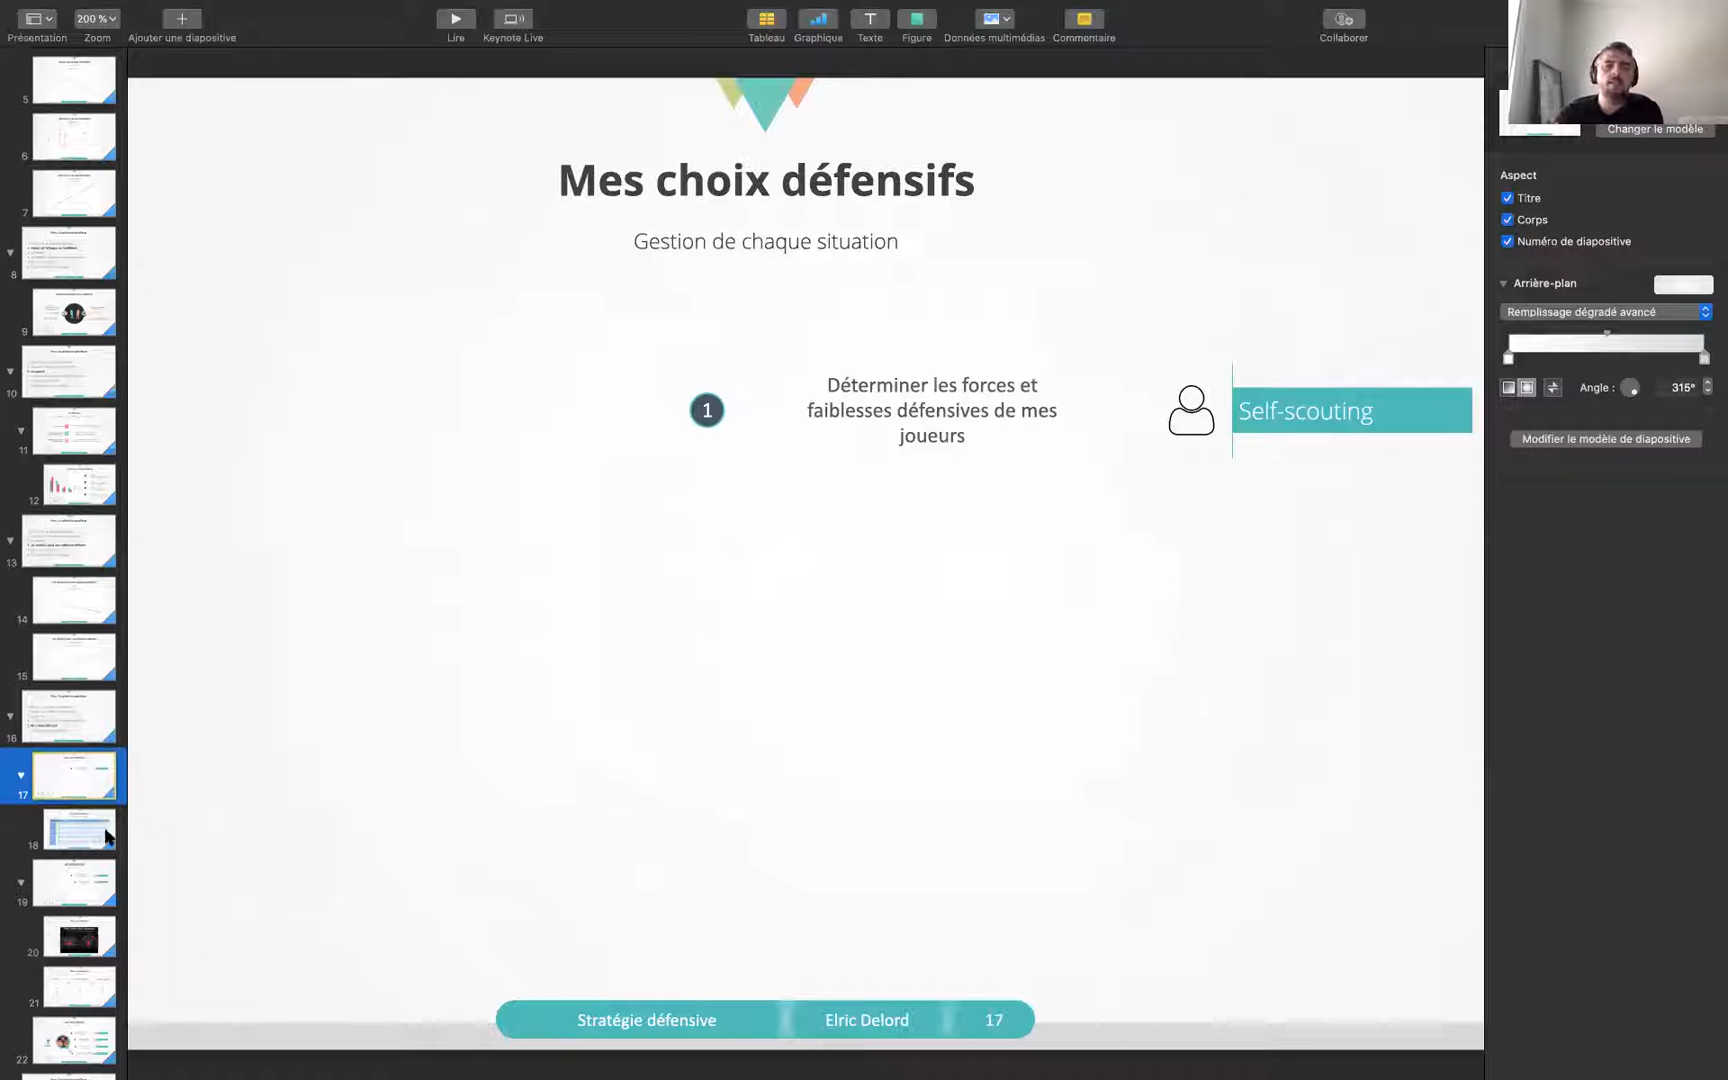 200 %
Présentation
Zoom
Ajouter une diapositive
Lire
Keynote Live
Tableau
Graphique
Texte
Figure
Données multimédias
Commentaire
Collaborer
Changer le modèle
Aspect
Titre
Corps
Numéro de diapositive
Arrière-plan
Remplissage dégradé avancé
Angle :
315°
Modifier le modèle de diapositive
5
6
7
8
9
10
11
12
13
14
15
16
17
18
19
20
21
22
Mes choix défensifs
Gestion de chaque situation
1
Déterminer les forces et
faiblesses défensives de mes
joueurs
Self-scouting
Stratégie défensive
Elric Delord
17